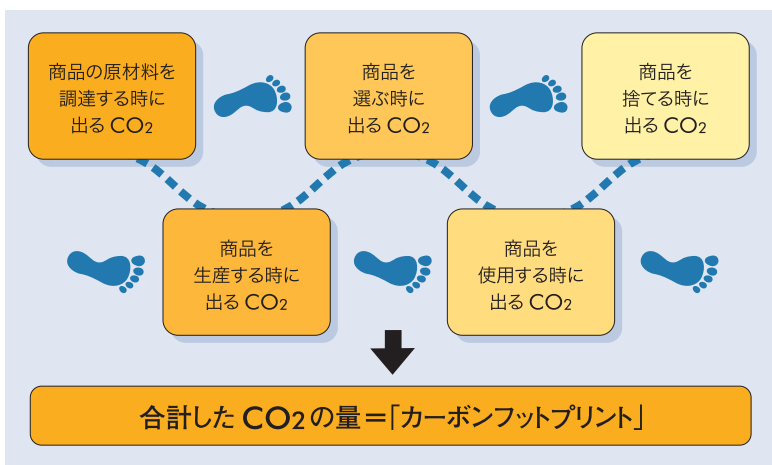 商品の原材料を
調達する時に
出るCO2
商品を
生産する時に
出るCO2
商品を
選ぶ時に
出るCO2
商品を
使用する時に
出るCO2
商品を
捨てる時に
出るCO2
合計したCO2の量＝「カーボンフットプリント」